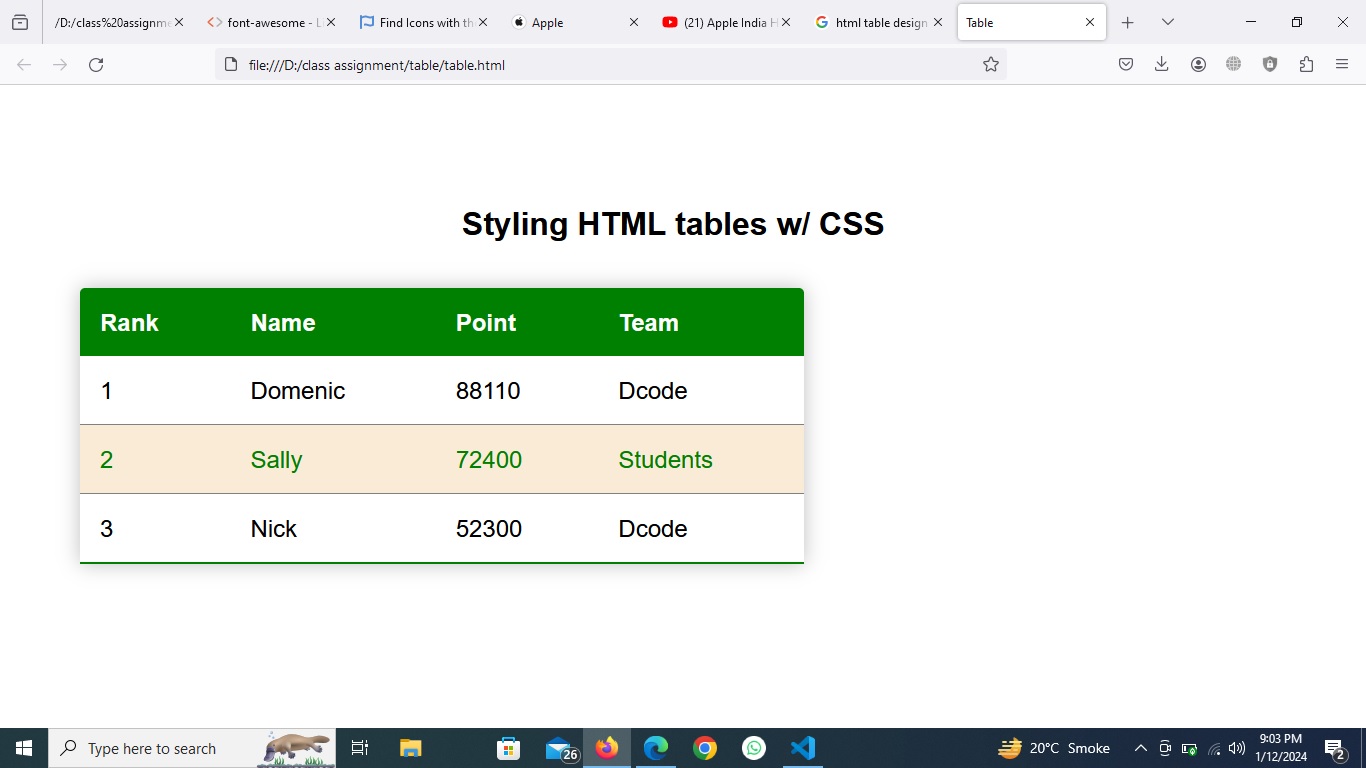 /D:/class%20assignme
font-awesome - L
Find Icons with th
Apple
(21) Apple India H
html table design
Table
file:///D:/class assignment/table/table.html
Styling HTML tables w/ CSS
Rank Name Point Team
1 Domenic 88110 Dcode
2 Sally 72400 Students
3 Nick 52300 Dcode
Type here to search
26
20°C Smoke
9:03 PM
1/12/2024
2